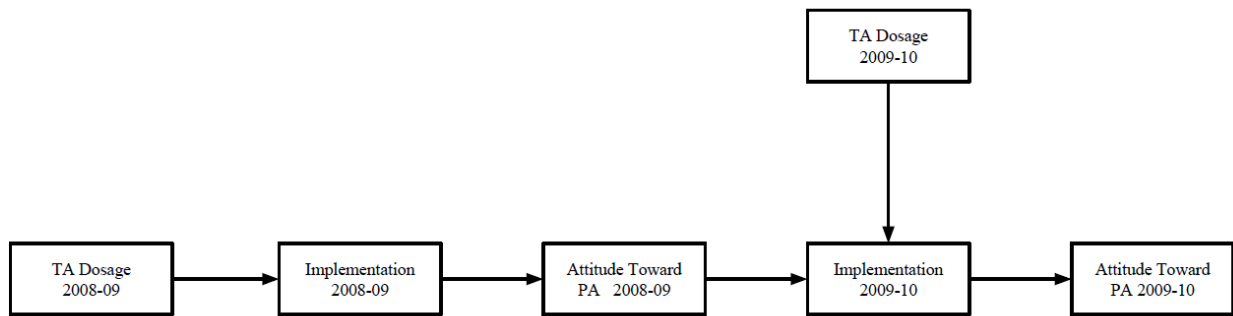 TA Dosage
2009-10
TA Dosage
2008-09
Implementation
2008-09
Attitude Toward
PA 2008-09
Implementation
2009-10
Attitude Toward
PA 2009-10